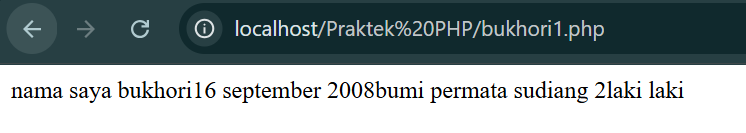 localhost/Praktek%20PHP/bukhori1.php
nama saya bukhori16 september 2008bumi permata sudiang 2laki laki